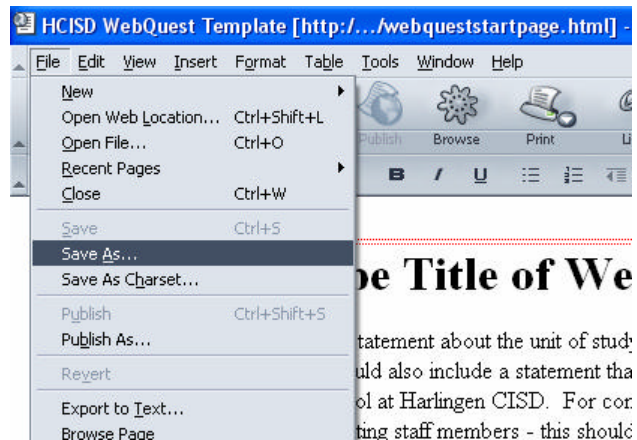 HCISD WebQuest Template [http:/.../webqueststartpage.html] -
File Edit View Insert Format Table Tools Window Help
New
Open Web Location... Ctrl+Shift+L
Open File... Ctrl+O
Recent Pages
Close Ctrl+W
Save Ctrl+S
Save As...
Save As Charset...
Publish Ctrl+Shift+S
Publish As...
Revert
Export to Text...
Browse Page
Publish Browse Print Li
B I U
pe Title of We
tatement about the unit of study
uld also include a statement tha
ol at Harlingen CISD. For con
ting staff members - this should